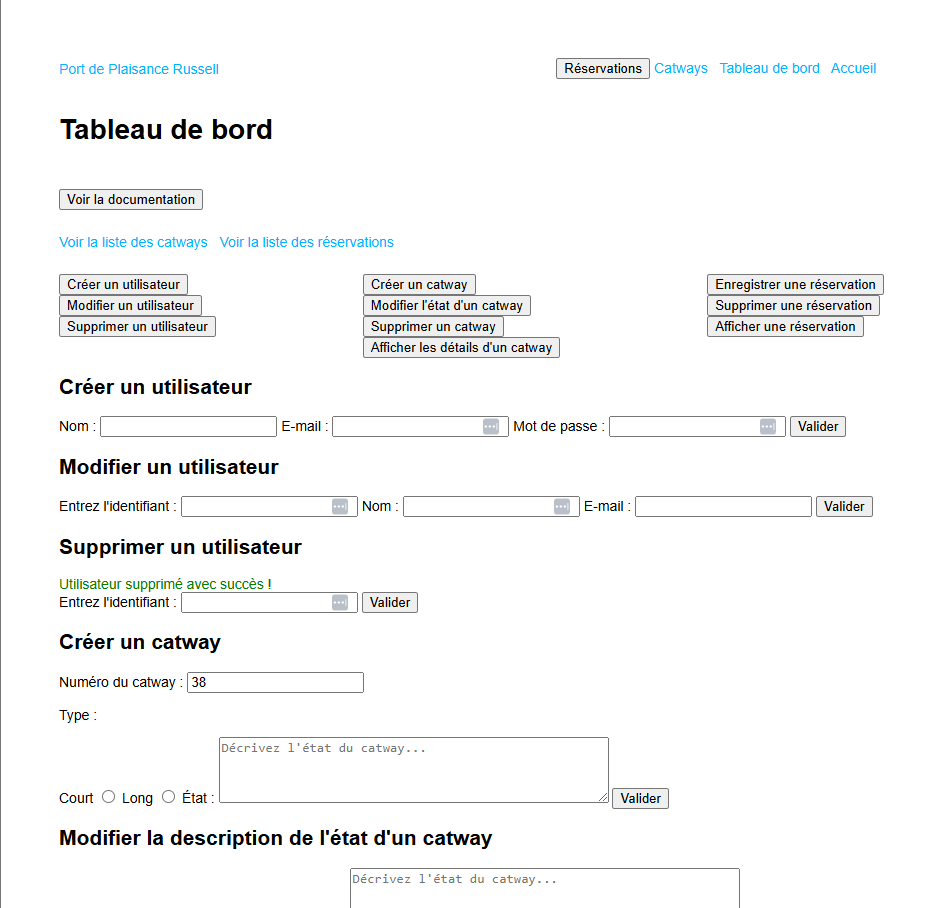 Port de Plaisance Russell Réservations Catways Tableau de bord Accueil
Tableau de bord
Voir la documentation
Voir la liste des catways Voir la liste des réservations
Créer un utilisateur Créer un catway Enregistrer une réservation
Modifier un utilisateur Modifier l'état d'un catway Supprimer une réservation
Supprimer un utilisateur Supprimer un catway Afficher une réservation
Afficher les détails d'un catway
Créer un utilisateur
Nom : E-mail : Mot de passe : Valider
Modifier un utilisateur
Entrez l'identifiant : Nom : E-mail : Valider
Supprimer un utilisateur
Utilisateur supprimé avec succès !
Entrez l'identifiant : Valider
Créer un catway
Numéro du catway : 38
Type :
Décrivez l'état du catway...
Court Long État : Valider
Modifier la description de l'état d'un catway
Décrivez l'état du catway...